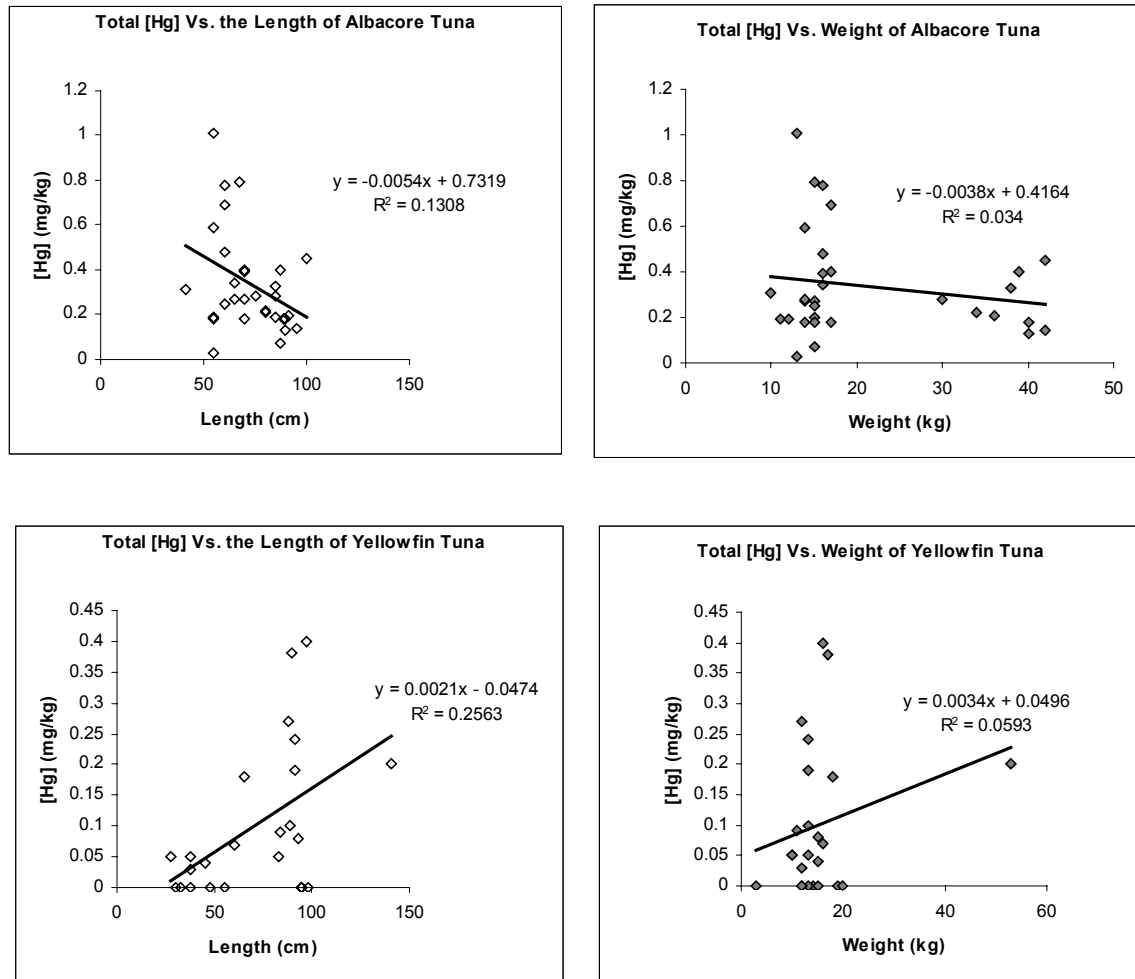 Total [Hg] Vs. the Length of Albacore Tuna
1.2
1
0.8
0.6
0.4
0.2
0
[Hg] (mg/kg)
y = -0.0054x + 0.7319
R² = 0.1308
0 50 100 150
Length (cm)
Total [Hg] Vs. Weight of Albacore Tuna
1.2
1
0.8
0.6
0.4
0.2
0
[Hg] (mg/kg)
y = -0.0038x + 0.4164
R² = 0.034
0 10 20 30 40 50
Weight (kg)
Total [Hg] Vs. the Length of Yellowfin Tuna
0.45
0.4
0.35
0.3
0.25
0.2
0.15
0.1
0.05
0
[Hg] (mg/kg)
y = 0.0021x - 0.0474
R² = 0.2563
0 50 100 150
Length (cm)
Total [Hg] Vs. Weight of Yellowfin Tuna
0.45
0.4
0.35
0.3
0.25
0.2
0.15
0.1
0.05
0
[Hg] (mg/kg)
y = 0.0034x + 0.0496
R² = 0.0593
0 20 40 60
Weight (kg)